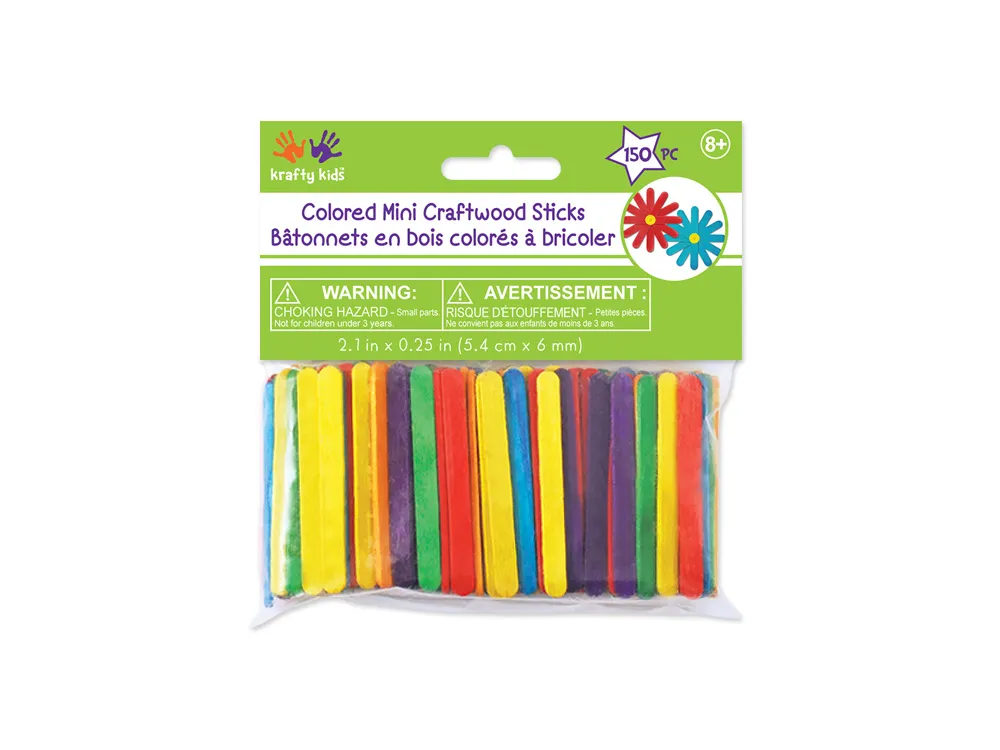 krafty kids™
150 PC
8+
Colored Mini Craftwood Sticks
Bâtonnets en bois colorés à bricoler
WARNING:
CHOKING HAZARD - Small parts.
Not for children under 3 years.
AVERTISSEMENT :
RISQUE D'ÉTOUFFEMENT - Petites pièces.
Ne convient pas aux enfants de moins de 3 ans.
2.1 in x 0.25 in (5.4 cm x 6 mm)